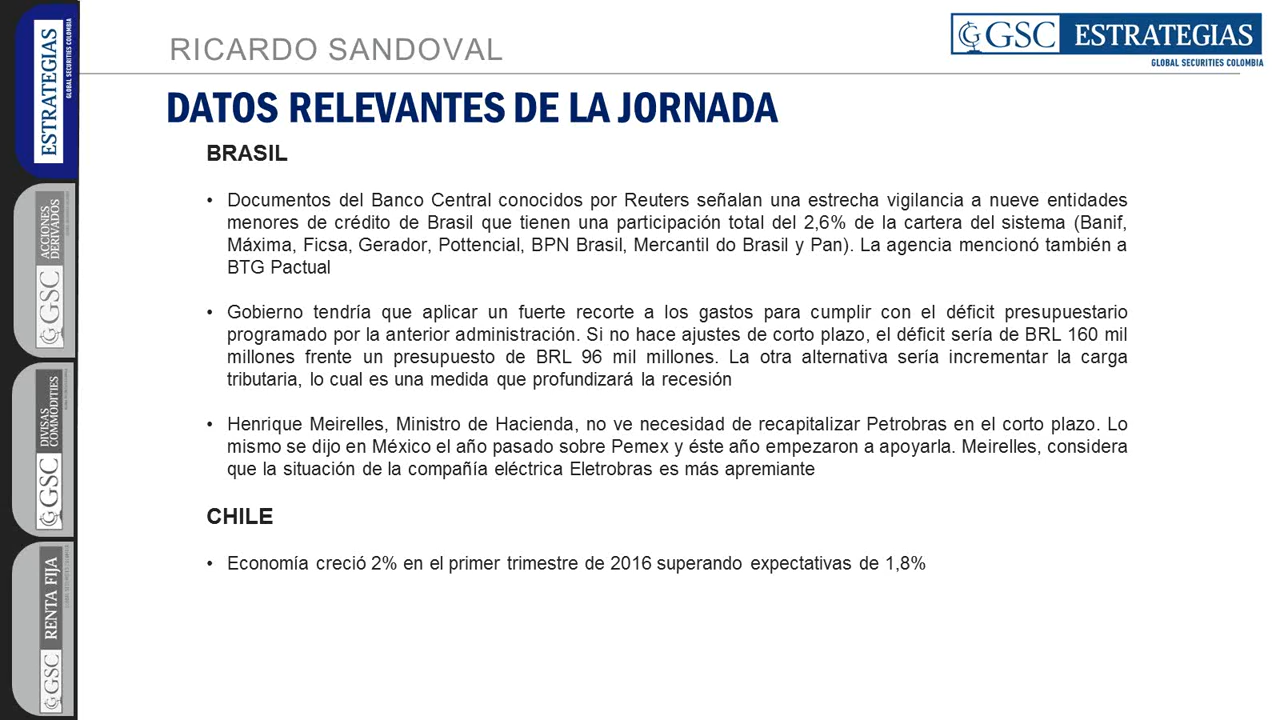 RICARDO SANDOVAL
GSC ESTRATEGIAS
GLOBAL SECURITIES COLOMBIA
DATOS RELEVANTES DE LA JORNADA
BRASIL
• Documentos del Banco Central conocidos por Reuters señalan una estrecha vigilancia a nueve entidades
menores de crédito de Brasil que tienen una participación total del 2,6% de la cartera del sistema (Banif,
Máxima, Ficsa, Gerador, Pottencial, BPN Brasil, Mercantil do Brasil y Pan). La agencia mencionó también a
BTG Pactual
• Gobierno tendría que aplicar un fuerte recorte a los gastos para cumplir con el déficit presupuestario
programado por la anterior administración. Si no hace ajustes de corto plazo, el déficit sería de BRL 160 mil
millones frente un presupuesto de BRL 96 mil millones. La otra alternativa sería incrementar la carga
tributaria, lo cual es una medida que profundizará la recesión
• Henrique Meirelles, Ministro de Hacienda, no ve necesidad de recapitalizar Petrobras en el corto plazo. Lo
mismo se dijo en México el año pasado sobre Pemex y éste año empezaron a apoyarla. Meirelles, considera
que la situación de la compañía eléctrica Eletrobras es más apremiante
CHILE
• Economía creció 2% en el primer trimestre de 2016 superando expectativas de 1,8%
ESTRATEGIAS
GLOBAL SECURITIES COLOMBIA
GSC ACCIONES
DERIVADOS
GSC DIVISAS
COMMODITIES
GSC RENTA FIJA